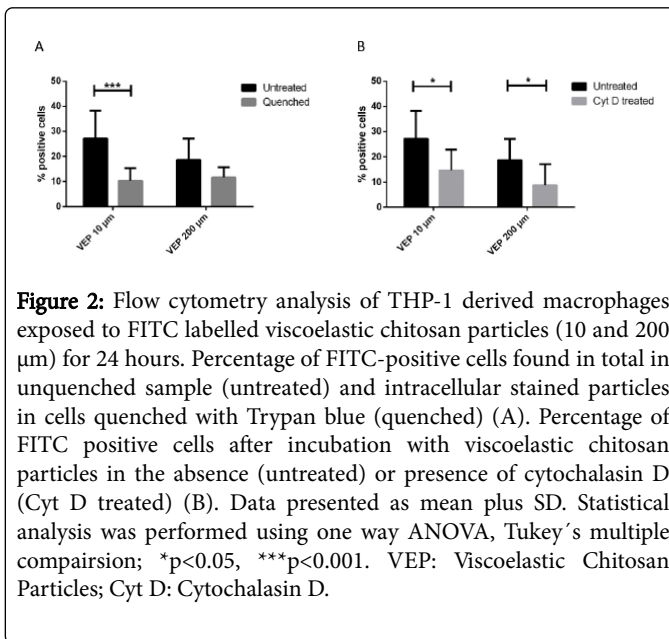 A
B
***
Untreated
Quenched
50
40
30
20
10
0
% positive cells
VEP 10 µm
VEP 200 µm
*
*
Untreated
Cyt D treated
50
40
30
20
10
0
% positive cells
VEP 10 µm
VEP 200 µm
Figure 2: Flow cytometry analysis of THP-1 derived macrophages
exposed to FITC labelled viscoelastic chitosan particles (10 and 200
µm) for 24 hours. Percentage of FITC-positive cells found in total in
unquenched sample (untreated) and intracellular stained particles
in cells quenched with Trypan blue (quenched) (A). Percentage of
FITC positive cells after incubation with viscoelastic chitosan
particles in the absence (untreated) or presence of cytochalasin D
(Cyt D treated) (B). Data presented as mean plus SD. Statistical
analysis was performed using one way ANOVA, Tukey´s multiple
compairsion; *p<0.05, ***p<0.001. VEP: Viscoelastic Chitosan
Particles; Cyt D: Cytochalasin D.